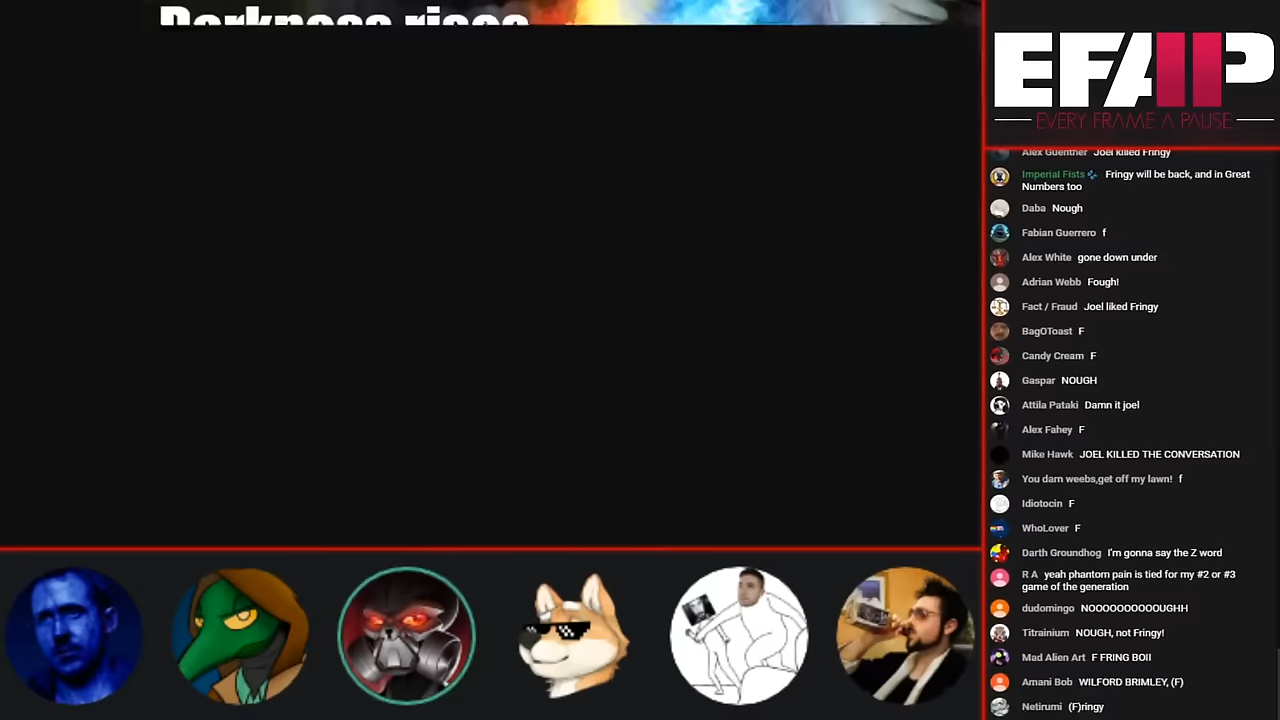 Darkness rises
EFAP
EVERY FRAME A PAUSE
Alex Guenther Joel killed Fringy
Imperial Fists Fringy will be back, and in Great
Numbers too
Daba Nough
Fabian Guerrero f
Alex White gone down under
Adrian Webb Fough!
Fact / Fraud Joel liked Fringy
BagOToast F
Candy Cream F
Gaspar NOUGH
Attila Pataki Damn it joel
Alex Fahey F
Mike Hawk JOEL KILLED THE CONVERSATION
You darn weebs,get off my lawn! f
Idiotocin F
WhoLover F
Darth Groundhog I'm gonna say the Z word
R A yeah phantom pain is tied for my #2 or #3
game of the generation
dudomingo NOOOOOOOOOOUGHH
Titrainium NOUGH, not Fringy!
Mad Alien Art F FRING BOII
Amani Bob WILFORD BRIMLEY, (F)
Netirumi (F)ringy